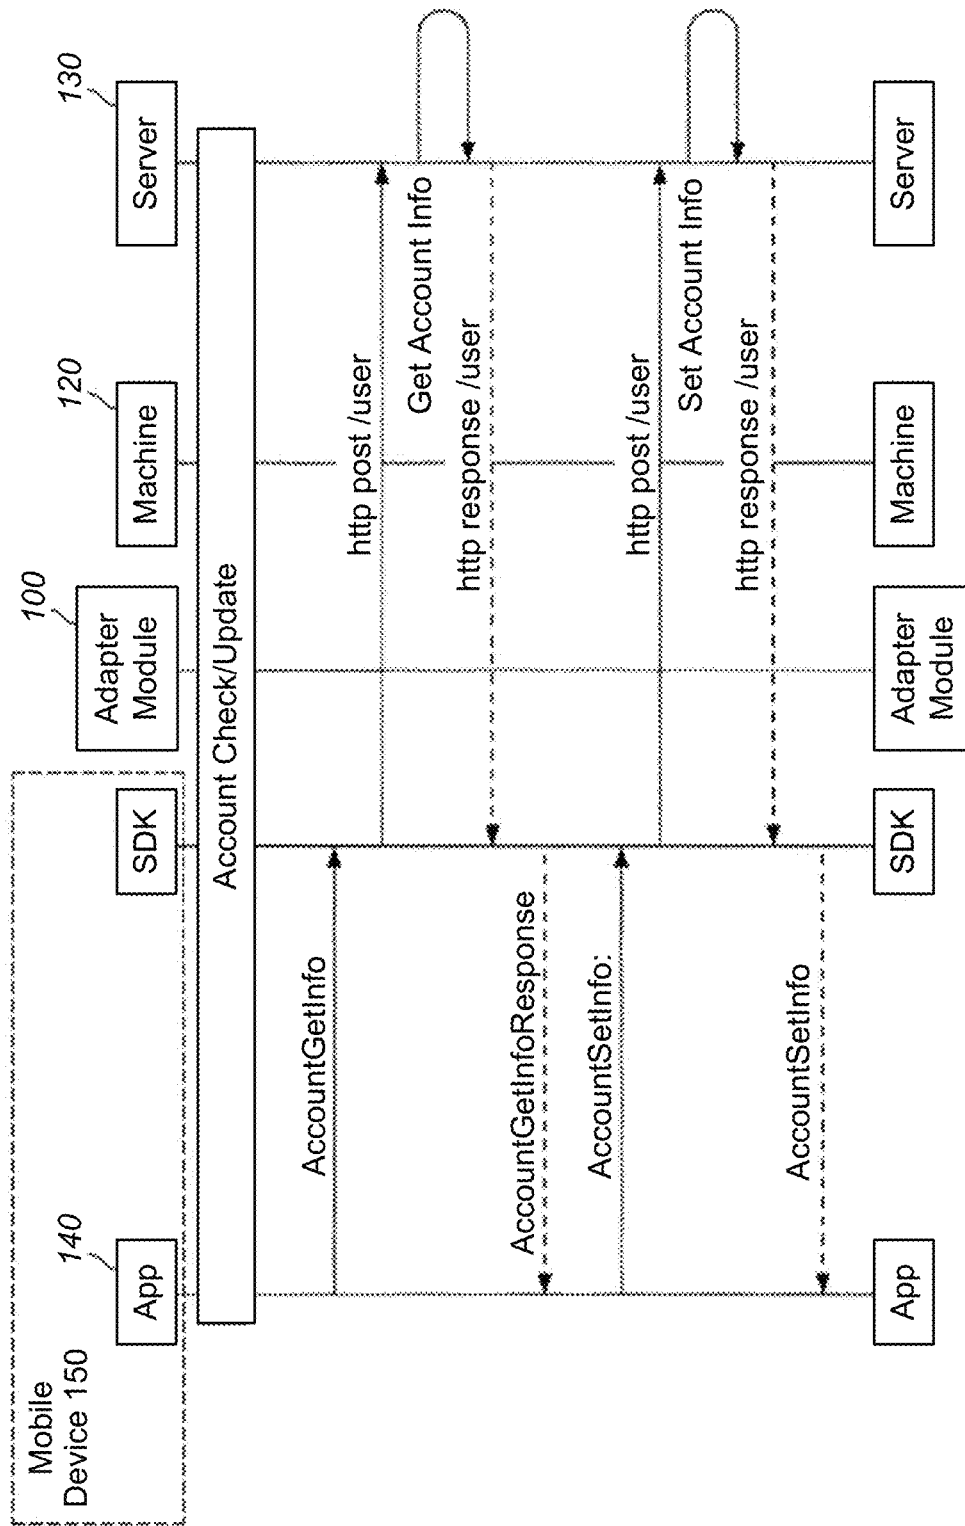 Mobile
Device 150
140
100
120
130
App
SDK
Adapter
Module
Machine
Server
Account Check/Update
AccountGetInfo
http post /user
Get Account Info
http response /user
AccountGetInfoResponse
AccountSetInfo:
http post /user
Set Account Info
http response /user
AccountSetInfo
App
SDK
Adapter
Module
Machine
Server